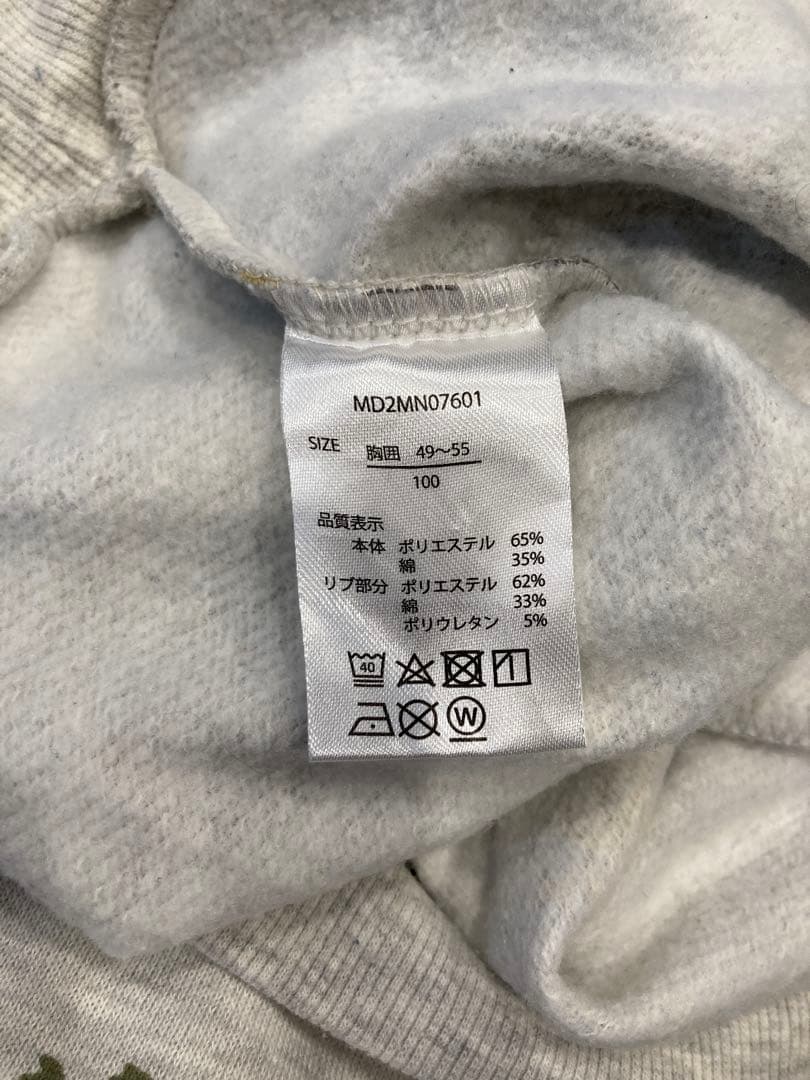 MD2MN07601
SIZE 胸囲 49〜55
100
品質表示
本体 ポリエステル 65%
綿 35%
リブ部分 ポリエステル 62%
綿 33%
ポリウレタン 5%
40
W